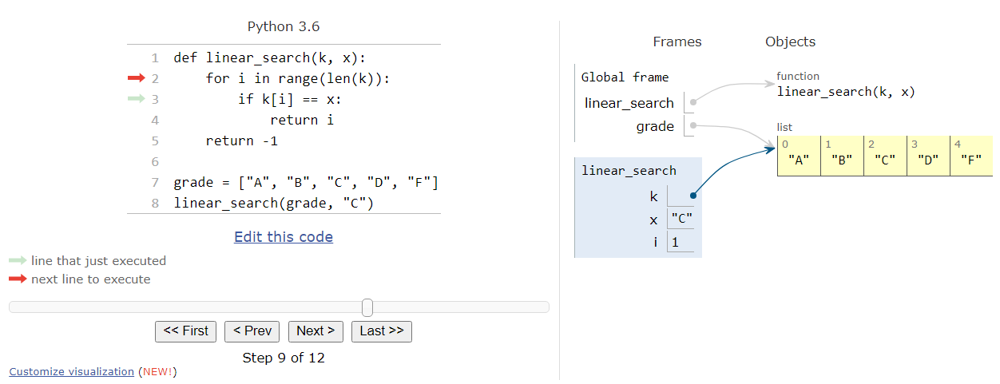 Python 3.6
1 def linear_search(k, x):
2     for i in range(len(k)):
3         if k[i] == x:
4             return i
5     return -1
6
7 grade = ["A", "B", "C", "D", "F"]
8 linear_search(grade, "C")
Edit this code
line that just executed
next line to execute
<< First < Prev Next > Last >>
Step 9 of 12
Customize visualization (NEW!)
Frames Objects
Global frame
linear_search
grade
function
linear_search(k, x)
list
0 1 2 3 4
"A" "B" "C" "D" "F"
linear_search
k
x "C"
i 1